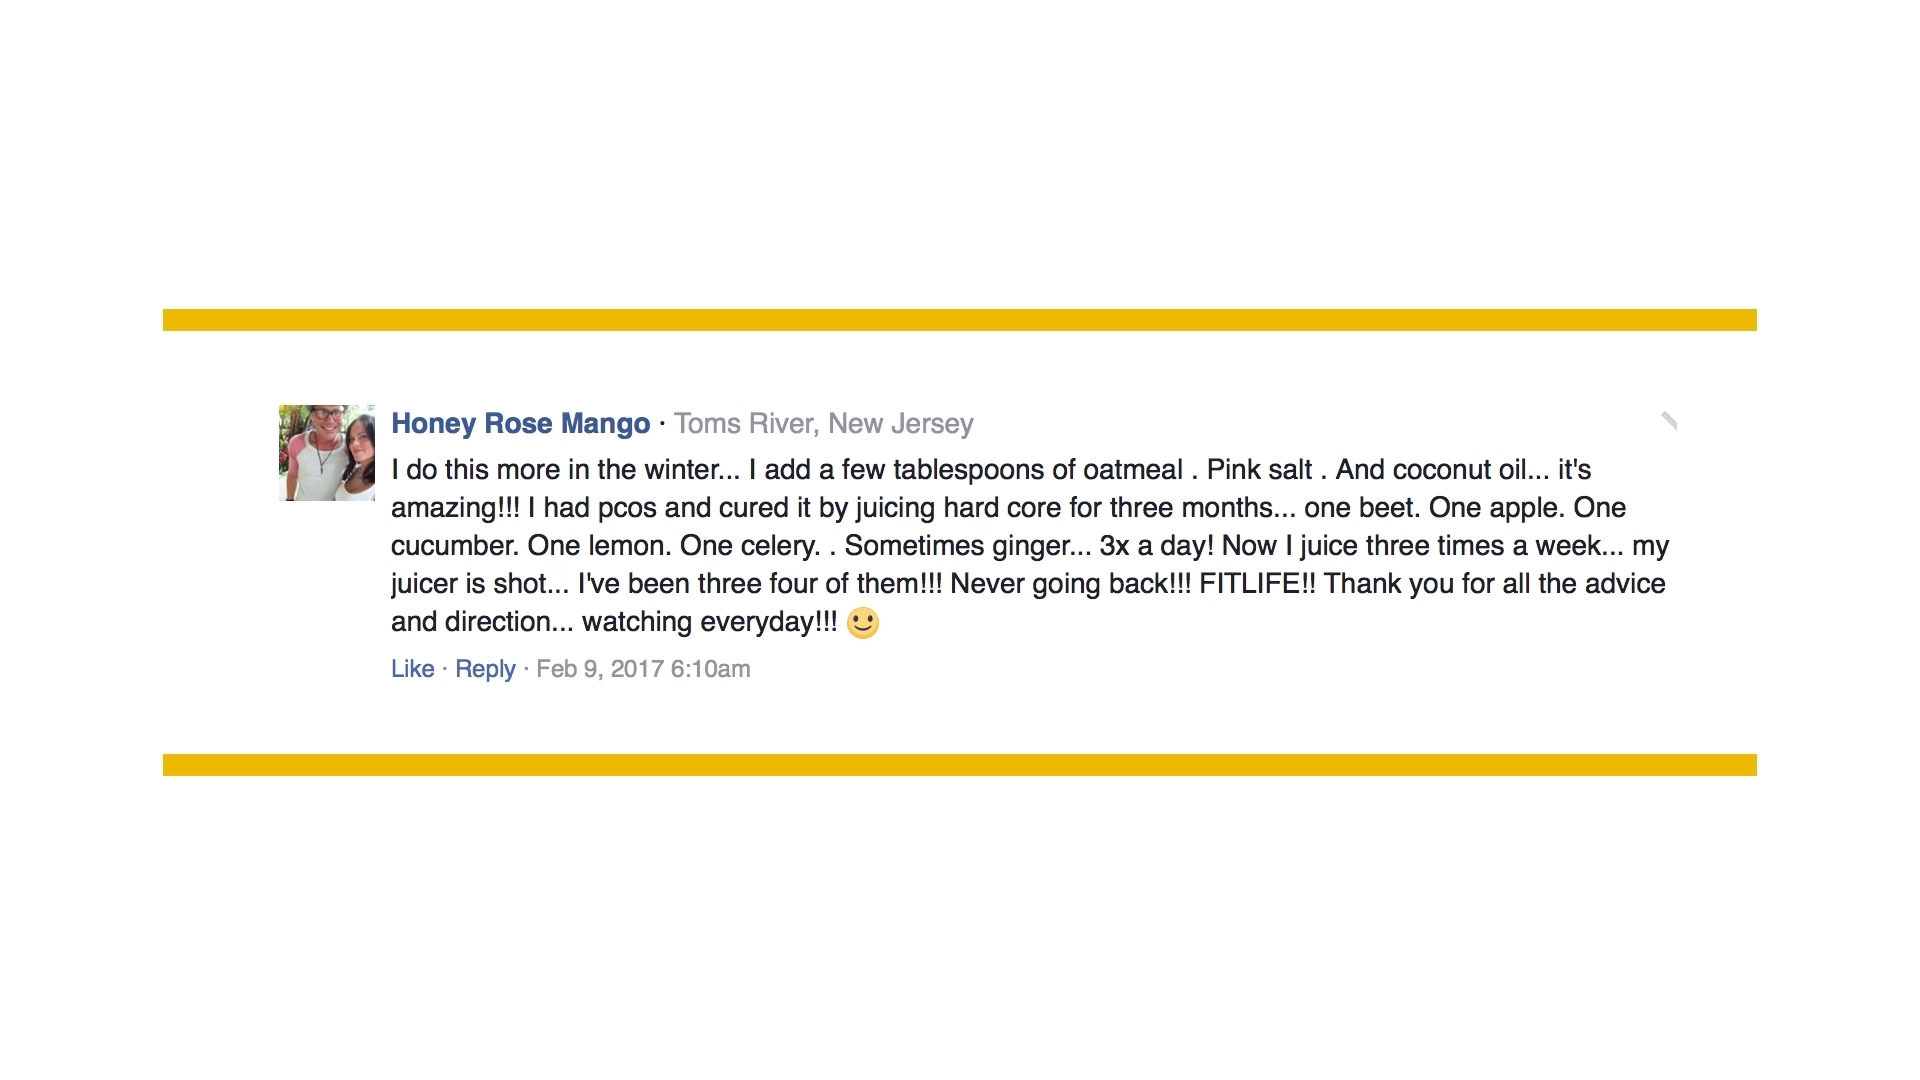 Honey Rose Mango · Toms River, New Jersey
I do this more in the winter... I add a few tablespoons of oatmeal . Pink salt . And coconut oil... it's
amazing!!! I had pcos and cured it by juicing hard core for three months... one beet. One apple. One
cucumber. One lemon. One celery. . Sometimes ginger... 3x a day! Now I juice three times a week... my
juicer is shot... I've been three four of them!!! Never going back!!! FITLIFE!! Thank you for all the advice
and direction... watching everyday!!! 🙂
Like · Reply · Feb 9, 2017 6:10am